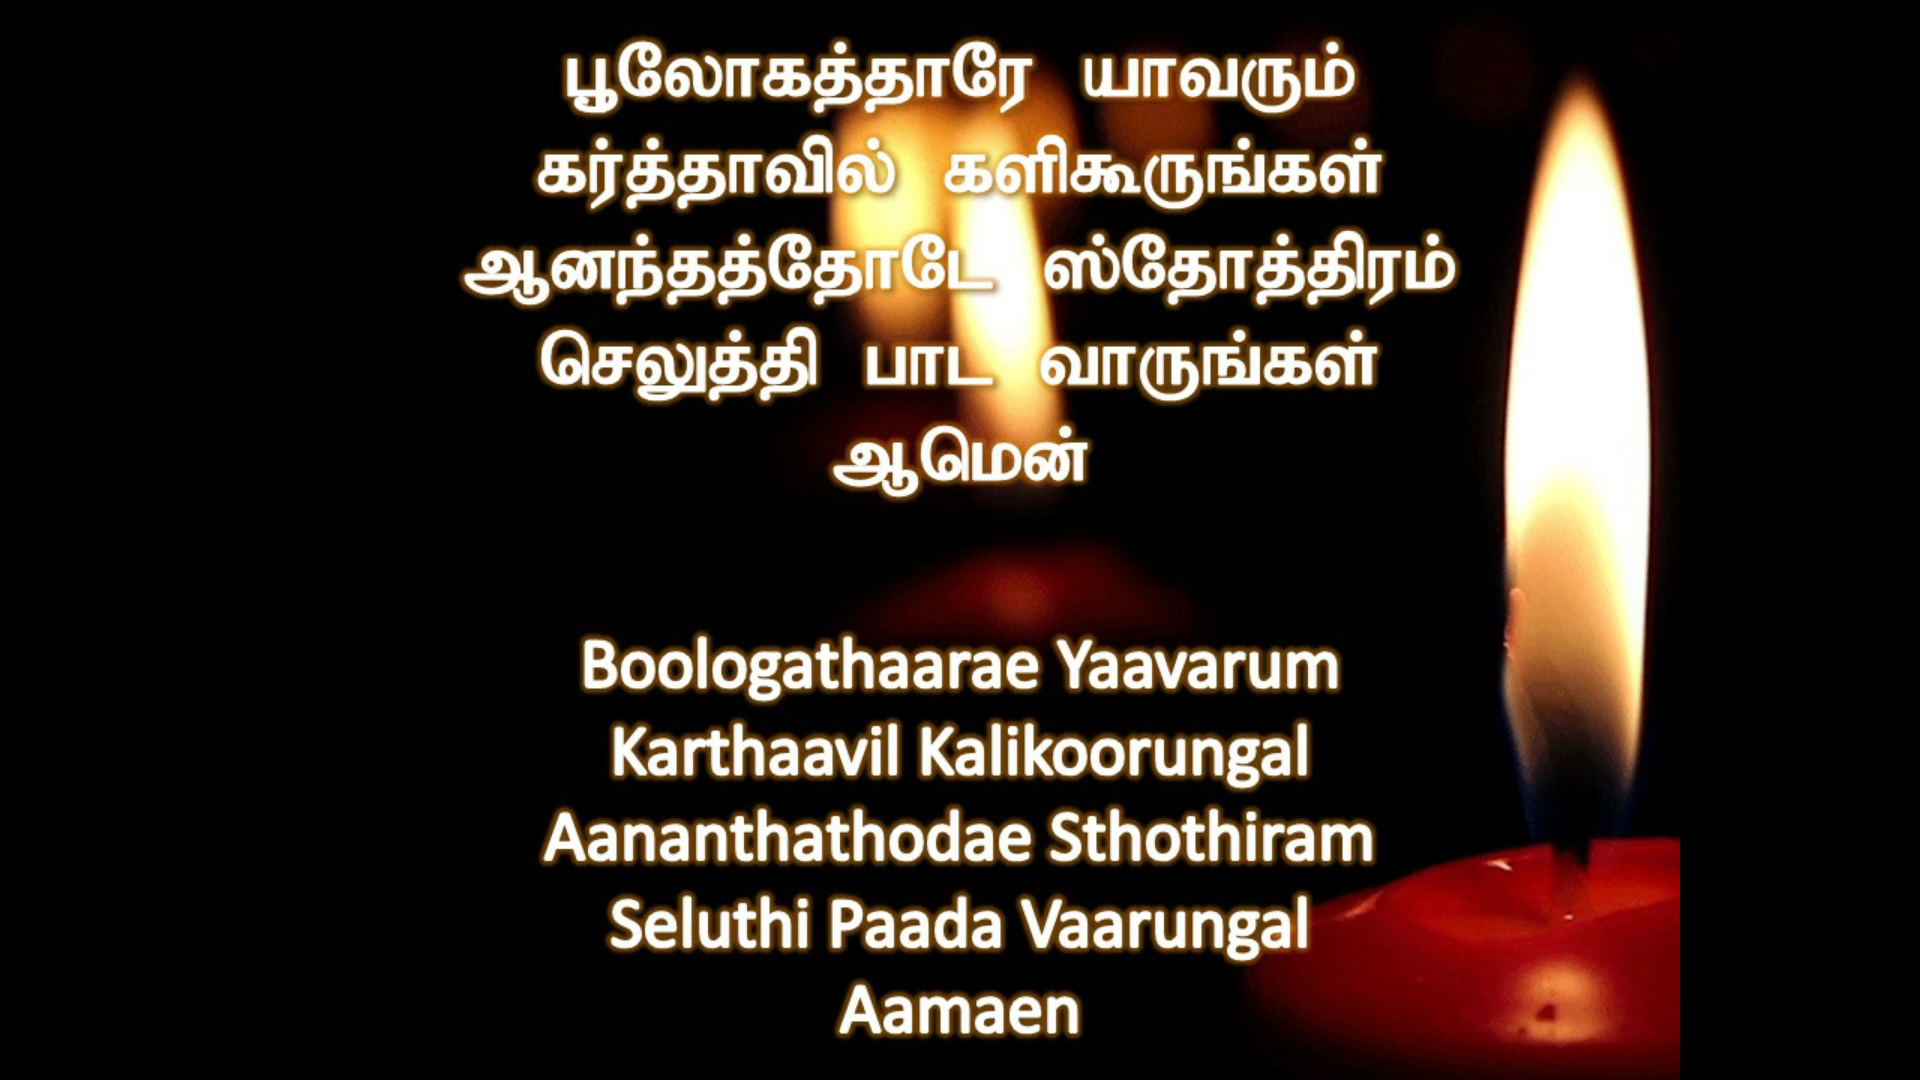 பூலோகத்தாரே யாவரும்
கர்த்தாவில் களிகூருங்கள்
ஆனந்தத்தோடே ஸ்தோத்திரம்
செலுத்தி பாட வாருங்கள்
ஆமென்
Boologathaarae Yaavarum
Karthaavil Kalikoorungal
Aananthathodae Sthothiram
Seluthi Paada Vaarungal
Aamaen